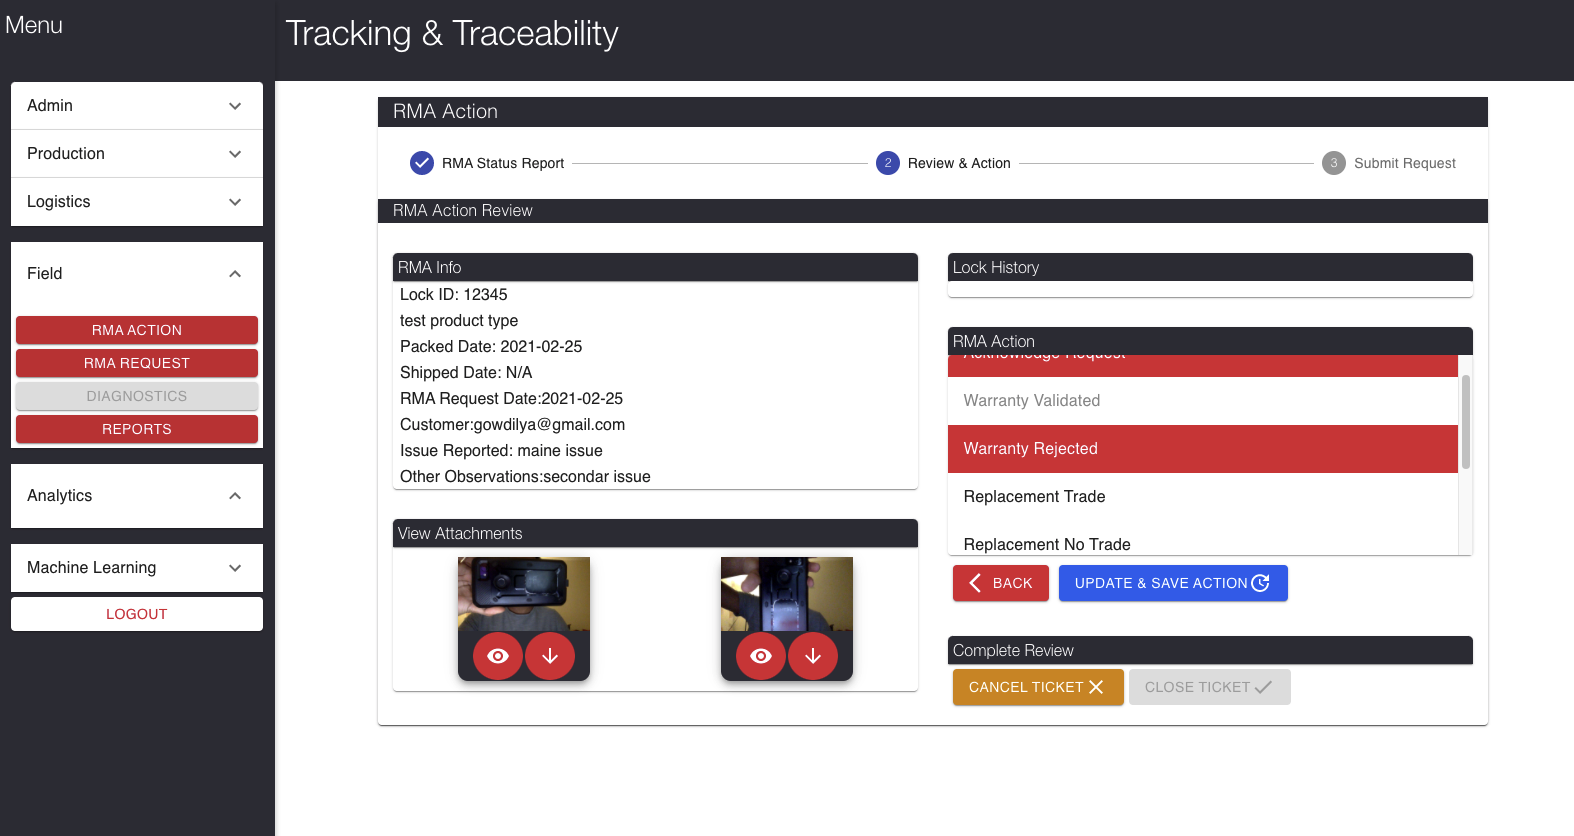 Menu
Tracking & Traceability
Admin
Production
Logistics
Field
RMA ACTION
RMA REQUEST
DIAGNOSTICS
REPORTS
Analytics
Machine Learning
LOGOUT
RMA Action
RMA Status Report
2 Review & Action
3 Submit Request
RMA Action Review
RMA Info
Lock ID: 12345
test product type
Packed Date: 2021-02-25
Shipped Date: N/A
RMA Request Date:2021-02-25
Customer:gowdilya@gmail.com
Issue Reported: maine issue
Other Observations:secondar issue
View Attachments
Lock History
RMA Action
Acknowledge Request
Warranty Validated
Warranty Rejected
Replacement Trade
Replacement No Trade
BACK
UPDATE & SAVE ACTION
Complete Review
CANCEL TICKET
CLOSE TICKET